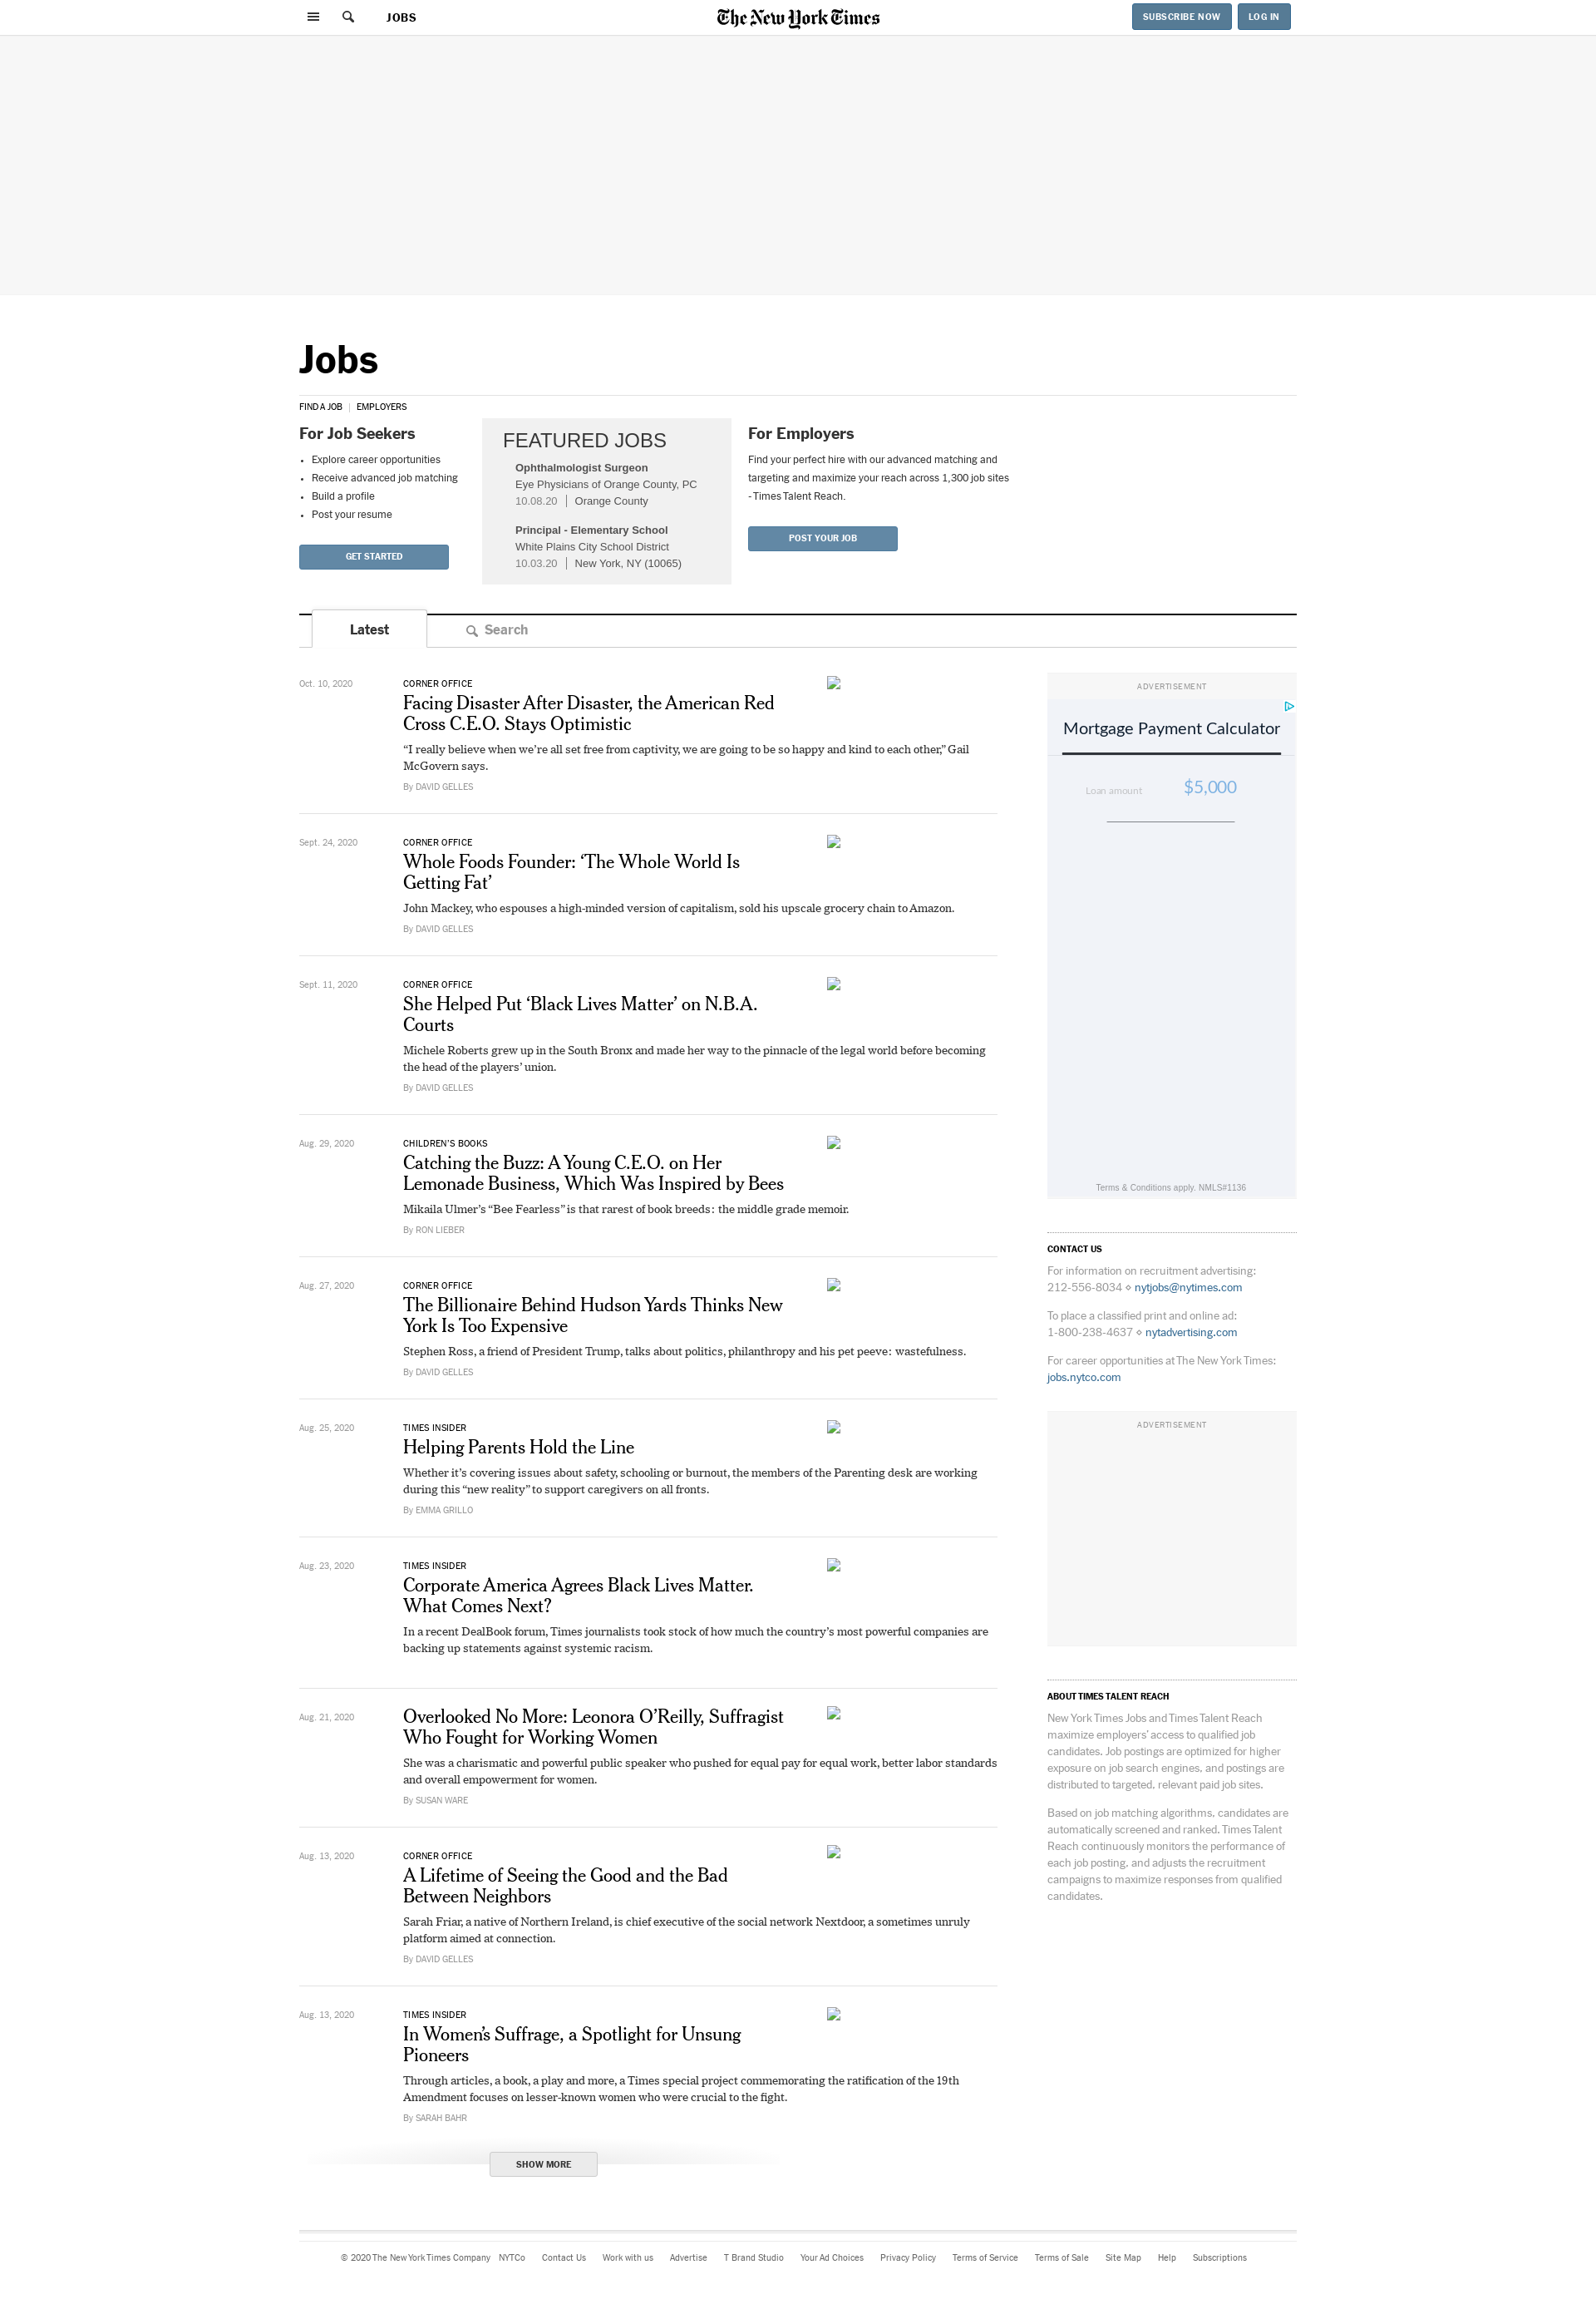 JOBS
The New York Times
SUBSCRIBE NOW
LOG IN
Jobs
FIND A JOB | EMPLOYERS
For Job Seekers
• Explore career opportunities
• Receive advanced job matching
• Build a profile
• Post your resume
GET STARTED
FEATURED JOBS
Ophthalmologist Surgeon
Eye Physicians of Orange County, PC
10.08.20 | Orange County
Principal - Elementary School
White Plains City School District
10.03.20 | New York, NY (10065)
For Employers
Find your perfect hire with our advanced matching and
targeting and maximize your reach across 1,300 job sites
- Times Talent Reach.
POST YOUR JOB
Latest
Search
Oct. 10, 2020
CORNER OFFICE
Facing Disaster After Disaster, the American Red
Cross C.E.O. Stays Optimistic
“I really believe when we’re all set free from captivity, we are going to be so happy and kind to each other,” Gail
McGovern says.
By DAVID GELLES
Sept. 24, 2020
CORNER OFFICE
Whole Foods Founder: ‘The Whole World Is
Getting Fat’
John Mackey, who espouses a high-minded version of capitalism, sold his upscale grocery chain to Amazon.
By DAVID GELLES
Sept. 11, 2020
CORNER OFFICE
She Helped Put ‘Black Lives Matter’ on N.B.A.
Courts
Michele Roberts grew up in the South Bronx and made her way to the pinnacle of the legal world before becoming
the head of the players’ union.
By DAVID GELLES
Aug. 29, 2020
CHILDREN’S BOOKS
Catching the Buzz: A Young C.E.O. on Her
Lemonade Business, Which Was Inspired by Bees
Mikaila Ulmer’s “Bee Fearless” is that rarest of book breeds: the middle grade memoir.
By RON LIEBER
Aug. 27, 2020
CORNER OFFICE
The Billionaire Behind Hudson Yards Thinks New
York Is Too Expensive
Stephen Ross, a friend of President Trump, talks about politics, philanthropy and his pet peeve: wastefulness.
By DAVID GELLES
Aug. 25, 2020
TIMES INSIDER
Helping Parents Hold the Line
Whether it’s covering issues about safety, schooling or burnout, the members of the Parenting desk are working
during this “new reality” to support caregivers on all fronts.
By EMMA GRILLO
Aug. 23, 2020
TIMES INSIDER
Corporate America Agrees Black Lives Matter.
What Comes Next?
In a recent DealBook forum, Times journalists took stock of how much the country’s most powerful companies are
backing up statements against systemic racism.
Aug. 21, 2020
Overlooked No More: Leonora O’Reilly, Suffragist
Who Fought for Working Women
She was a charismatic and powerful public speaker who pushed for equal pay for equal work, better labor standards
and overall empowerment for women.
By SUSAN WARE
Aug. 13, 2020
CORNER OFFICE
A Lifetime of Seeing the Good and the Bad
Between Neighbors
Sarah Friar, a native of Northern Ireland, is chief executive of the social network Nextdoor, a sometimes unruly
platform aimed at connection.
By DAVID GELLES
Aug. 13, 2020
TIMES INSIDER
In Women’s Suffrage, a Spotlight for Unsung
Pioneers
Through articles, a book, a play and more, a Times special project commemorating the ratification of the 19th
Amendment focuses on lesser-known women who were crucial to the fight.
By SARAH BAHR
SHOW MORE
ADVERTISEMENT
Mortgage Payment Calculator
Loan amount $5,000
Terms & Conditions apply. NMLS#1136
CONTACT US
For information on recruitment advertising:
212-556-8034 ⋄ nytjobs@nytimes.com
To place a classified print and online ad:
1-800-238-4637 ⋄ nytadvertising.com
For career opportunities at The New York Times:
jobs.nytco.com
ADVERTISEMENT
ABOUT TIMES TALENT REACH
New York Times Jobs and Times Talent Reach
maximize employers’ access to qualified job
candidates. Job postings are optimized for higher
exposure on job search engines, and postings are
distributed to targeted, relevant paid job sites.
Based on job matching algorithms, candidates are
automatically screened and ranked. Times Talent
Reach continuously monitors the performance of
each job posting, and adjusts the recruitment
campaigns to maximize responses from qualified
candidates.
© 2020 The New York Times Company NYTCo Contact Us Work with us Advertise T Brand Studio Your Ad Choices Privacy Policy Terms of Service Terms of Sale Site Map Help Subscriptions